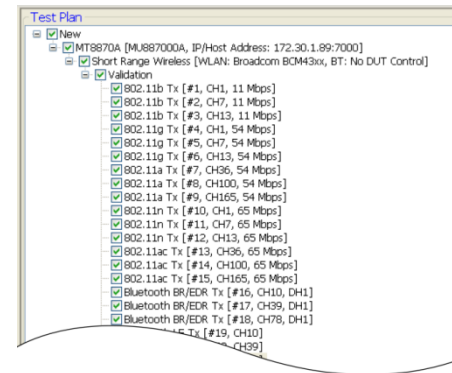 Test Plan
New
MT8870A [MU887000A, IP/Host Address: 172.30.1.89:7000]
Short Range Wireless [WLAN: Broadcom BCM43xx, BT: No DUT Control]
Validation
802.11b Tx [#1, CH1, 11 Mbps]
802.11b Tx [#2, CH7, 11 Mbps]
802.11b Tx [#3, CH13, 11 Mbps]
802.11g Tx [#4, CH1, 54 Mbps]
802.11g Tx [#5, CH7, 54 Mbps]
802.11g Tx [#6, CH13, 54 Mbps]
802.11a Tx [#7, CH36, 54 Mbps]
802.11a Tx [#8, CH100, 54 Mbps]
802.11a Tx [#9, CH165, 54 Mbps]
802.11n Tx [#10, CH1, 65 Mbps]
802.11n Tx [#11, CH7, 65 Mbps]
802.11n Tx [#12, CH13, 65 Mbps]
802.11ac Tx [#13, CH36, 65 Mbps]
802.11ac Tx [#14, CH100, 65 Mbps]
802.11ac Tx [#15, CH165, 65 Mbps]
Bluetooth BR/EDR Tx [#16, CH10, DH1]
Bluetooth BR/EDR Tx [#17, CH39, DH1]
Bluetooth BR/EDR Tx [#18, CH78, DH1]
Tx [#19, CH10]
CH39]